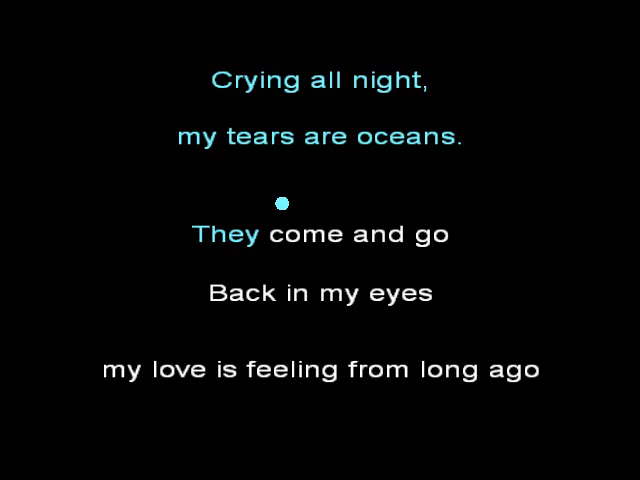 Crying all night,
my tears are oceans.
They come and go
Back in my eyes
my love is feeling from long ago